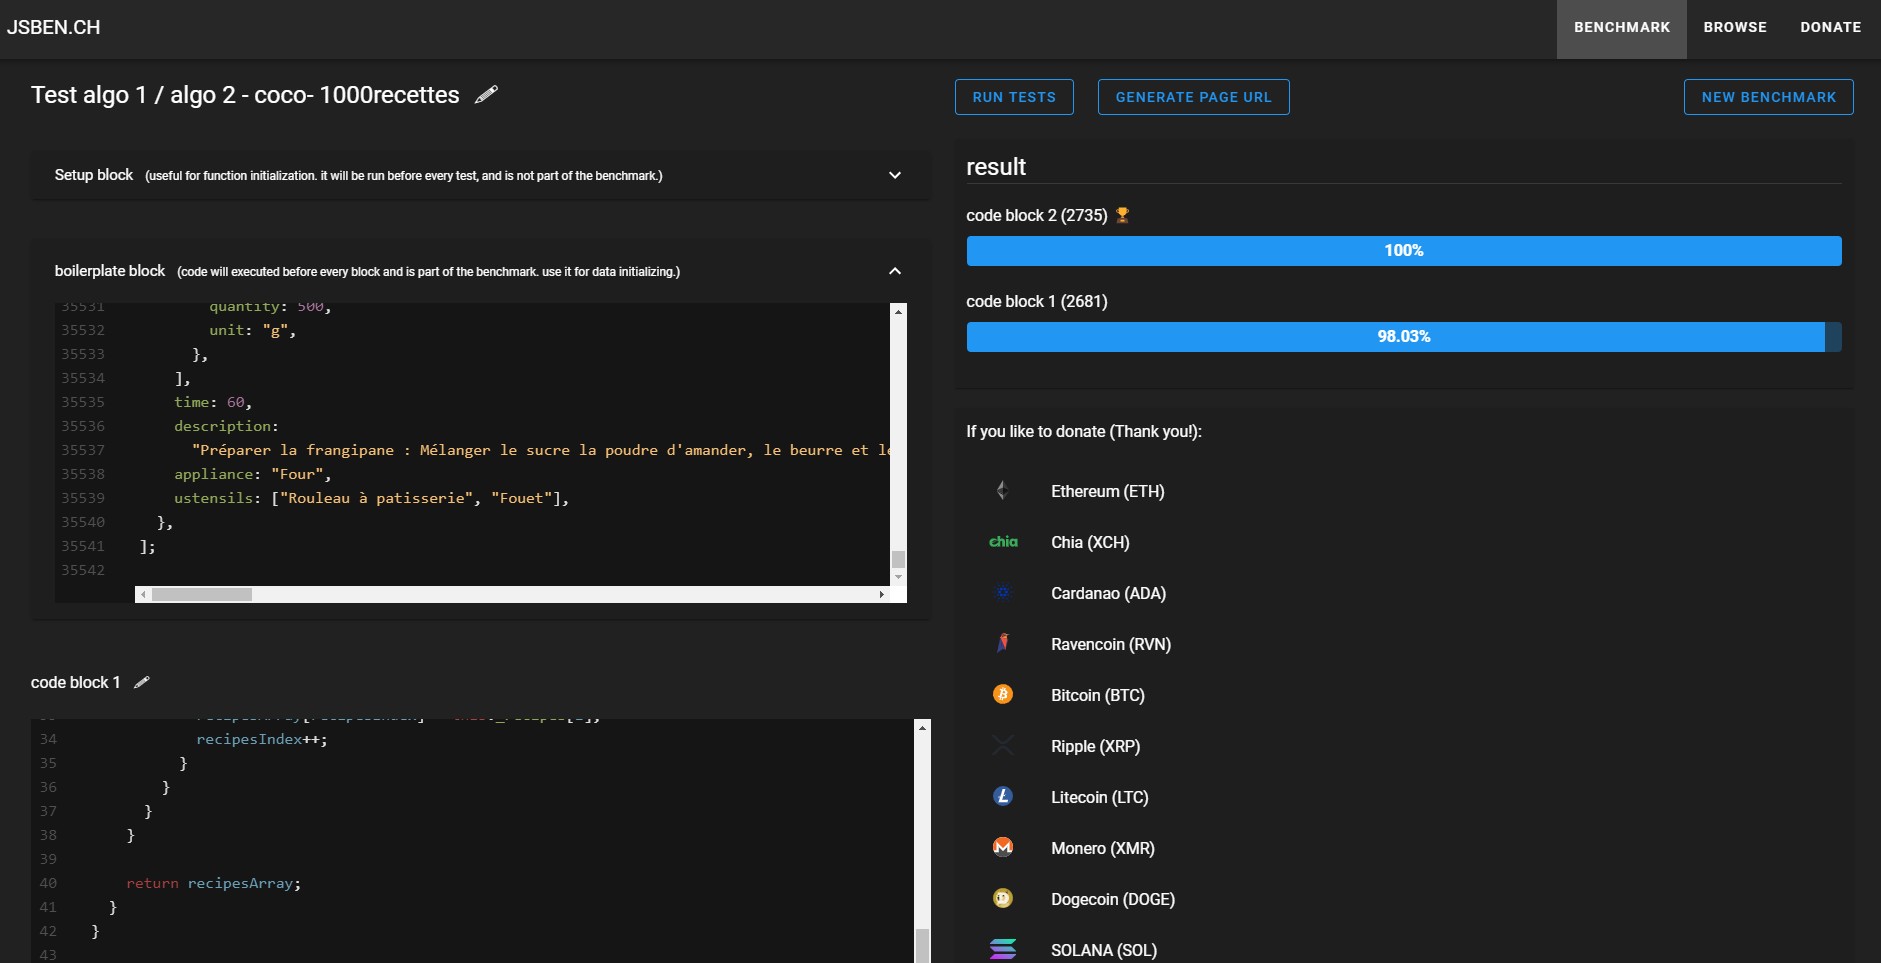 JSBEN.CH
BENCHMARK BROWSE DONATE
Test algo 1 / algo 2 - coco- 1000recettes
RUN TESTS GENERATE PAGE URL NEW BENCHMARK
Setup block (useful for function initialization. it will be run before every test, and is not part of the benchmark.)
boilerplate block (code will executed before every block and is part of the benchmark. use it for data initializing.)
35531 quantity: 500,
35532 unit: "g",
35533 },
35534 ],
35535 time: 60,
35536 description:
35537 "Préparer la frangipane : Mélanger le sucre la poudre d'amander, le beurre et le
35538 appliance: "Four",
35539 ustensils: ["Rouleau à patisserie", "Fouet"],
35540 },
35541 ];
35542
code block 1
34 recipesIndex++;
35 }
36 }
37 }
38 }
39
40 return recipesArray;
41 }
42 }
43
result
code block 2 (2735)
100%
code block 1 (2681)
98.03%
If you like to donate (Thank you!):
Ethereum (ETH)
chia Chia (XCH)
Cardanao (ADA)
Ravencoin (RVN)
Bitcoin (BTC)
Ripple (XRP)
Litecoin (LTC)
Monero (XMR)
Dogecoin (DOGE)
SOLANA (SOL)